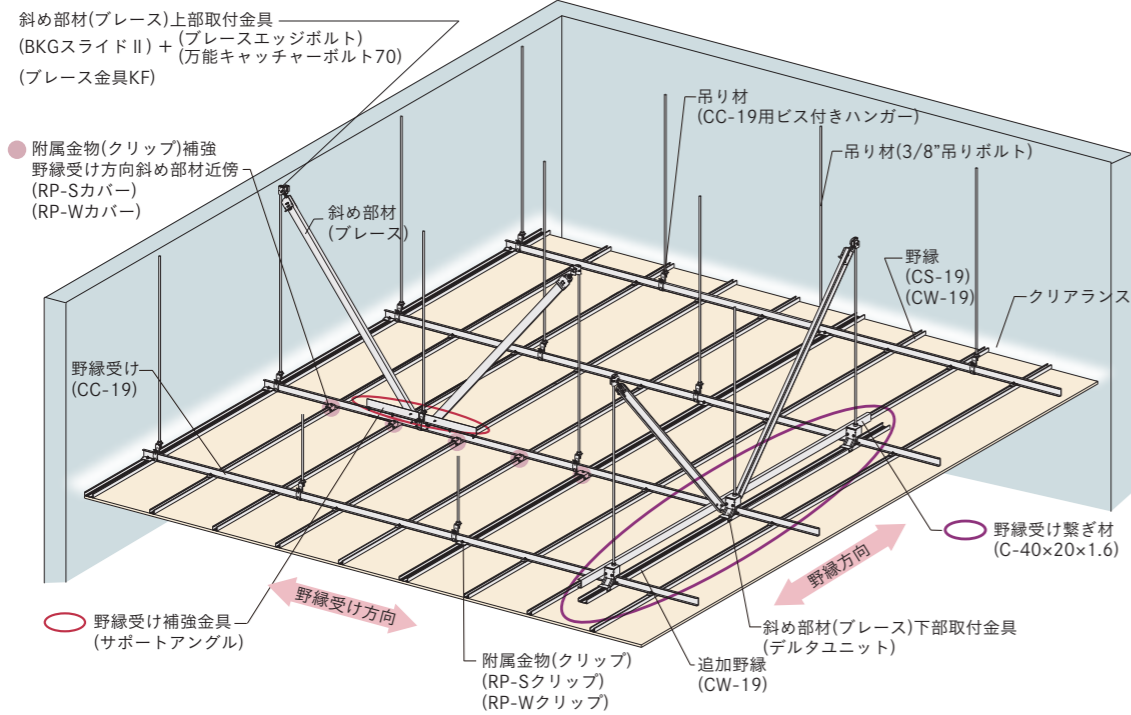 斜め部材(ブレース)上部取付金具
(BKGスライドⅡ) + (ブレースエッジボルト)
(万能キャッチャーボルト70)
(ブレース金具KF)
附属金物(クリップ)補強
野縁受け方向斜め部材近傍
(RP-Sカバー)
(RP-Wカバー)
斜め部材
(ブレース)
吊り材
(CC-19用ビス付きハンガー)
吊り材(3/8”吊りボルト)
野縁
(CS-19)
(CW-19)
クリアランス
野縁受け
(CC-19)
野縁受け繋ぎ材
(C-40×20×1.6)
野縁方向
野縁受け方向
野縁受け補強金具
(サポートアングル)
斜め部材(ブレース)下部取付金具
(デルタユニット)
附属金物(クリップ)
(RP-Sクリップ)
(RP-Wクリップ)
追加野縁
(CW-19)